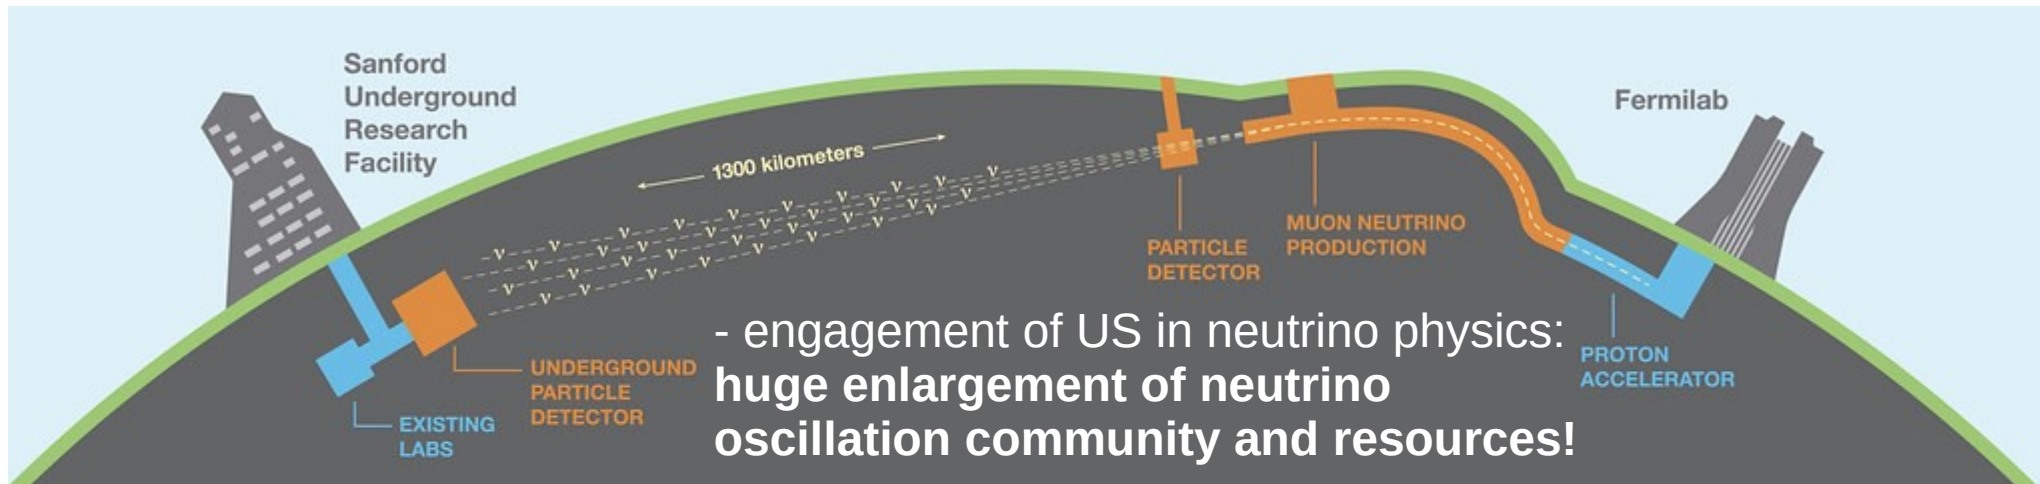 Sanford
Underground
Research
Facility
Fermilab
1300 kilometers
ν ν ν ν ν ν ν ν
ν ν ν ν ν ν ν ν
ν ν ν ν ν ν ν
ν ν ν ν ν ν ν
MUON NEUTRINO
PRODUCTION
PARTICLE
DETECTOR
- engagement of US in neutrino physics:
huge enlargement of neutrino
oscillation community and resources!
PROTON
ACCELERATOR
UNDERGROUND
PARTICLE
DETECTOR
EXISTING
LABS